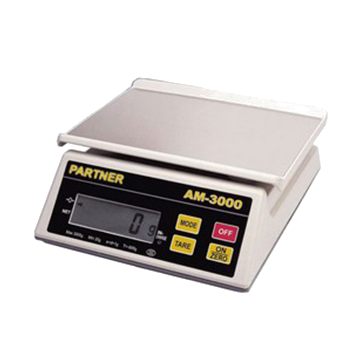 PARTNER
AM-3000
NET
0 g
MODE
OFF
TARE
ON
ZERO